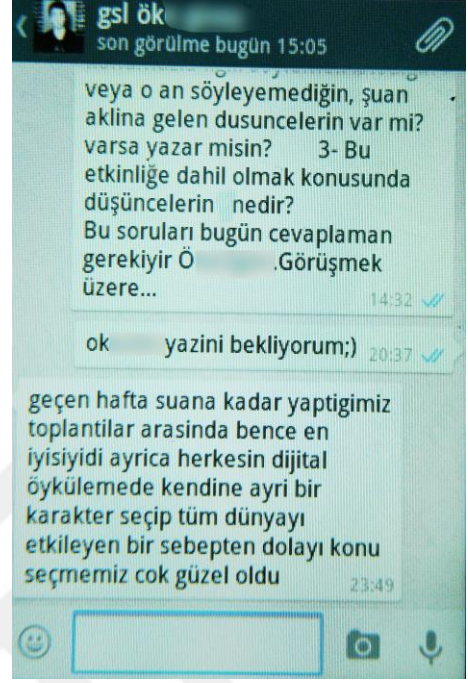 gsl ök
son görülme bugün 15:05
veya o an söyleyemediğin, şuan
aklina gelen dusuncelerin var mi?
varsa yazar misin? 3- Bu
etkinliğe dahil olmak konusunda
düşüncelerin nedir?
Bu soruları bugün cevaplaman
gerekiyir Ö .Görüşmek
üzere...
14:32
ok yazini bekliyorum;) 20:37
geçen hafta suana kadar yaptigimiz
toplantilar arasinda bence en
iyisiyidi ayrica herkesin dijital
öykülemede kendine ayri bir
karakter seçip tüm dünyayı
etkileyen bir sebepten dolayı konu
seçmemiz cok güzel oldu 23:49